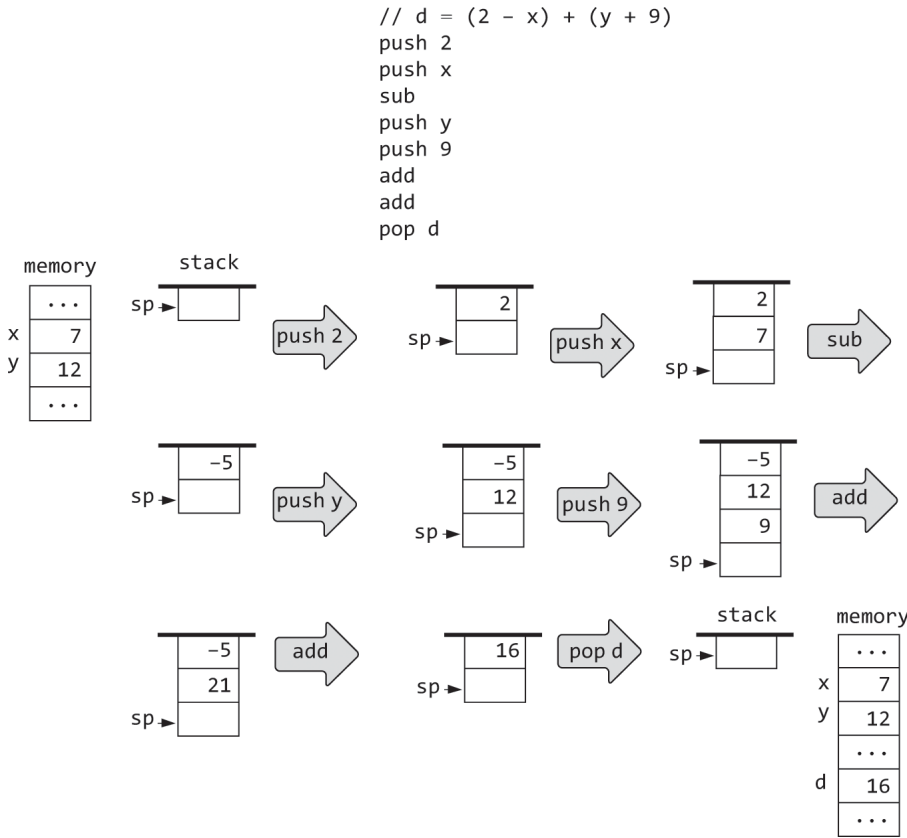 // d = (2 – x) + (y + 9)
push 2
push x
sub
push y
push 9
add
add
pop d
memory
stack
...
x 7
y 12
...
sp
push 2
2
sp
push x
2
7
sp
sub
–5
sp
push y
–5
12
sp
push 9
–5
12
9
sp
add
–5
21
sp
add
16
sp
pop d
stack
sp
memory
...
x 7
y 12
...
d 16
...